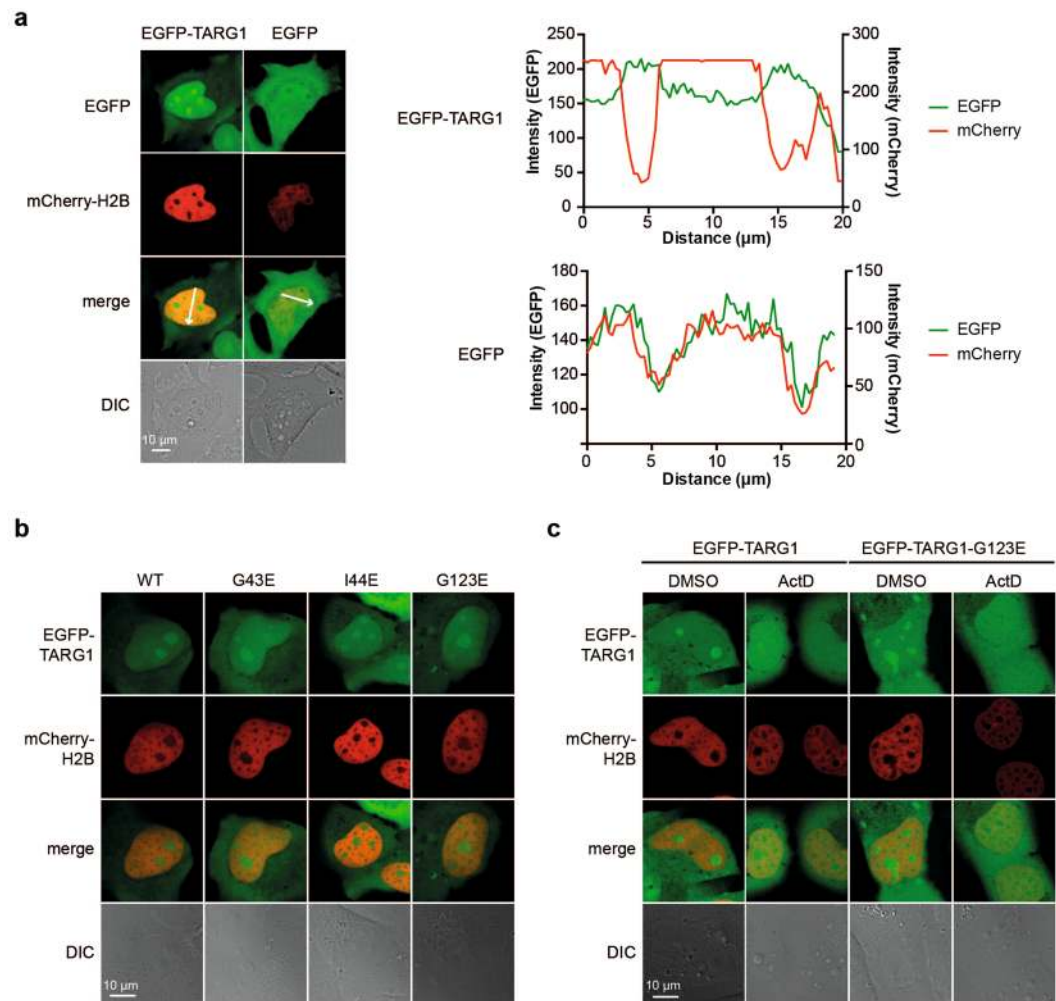 a
EGFP-TARG1 EGFP
EGFP
mCherry-H2B
merge
DIC
10 µm
EGFP-TARG1
Intensity (EGFP)
250
200
150
100
50
0
300
200
100
0
Intensity (mCherry)
0 5 10 15 20
Distance (µm)
EGFP
mCherry
EGFP
Intensity (EGFP)
180
160
140
120
100
150
100
50
0
Intensity (mCherry)
0 5 10 15 20
Distance (µm)
EGFP
mCherry
b
WT G43E I44E G123E
EGFP-
TARG1
mCherry-
H2B
merge
DIC
10 µm
c
EGFP-TARG1 EGFP-TARG1-G123E
DMSO ActD DMSO ActD
EGFP-
TARG1
mCherry-
H2B
merge
DIC
10 µm